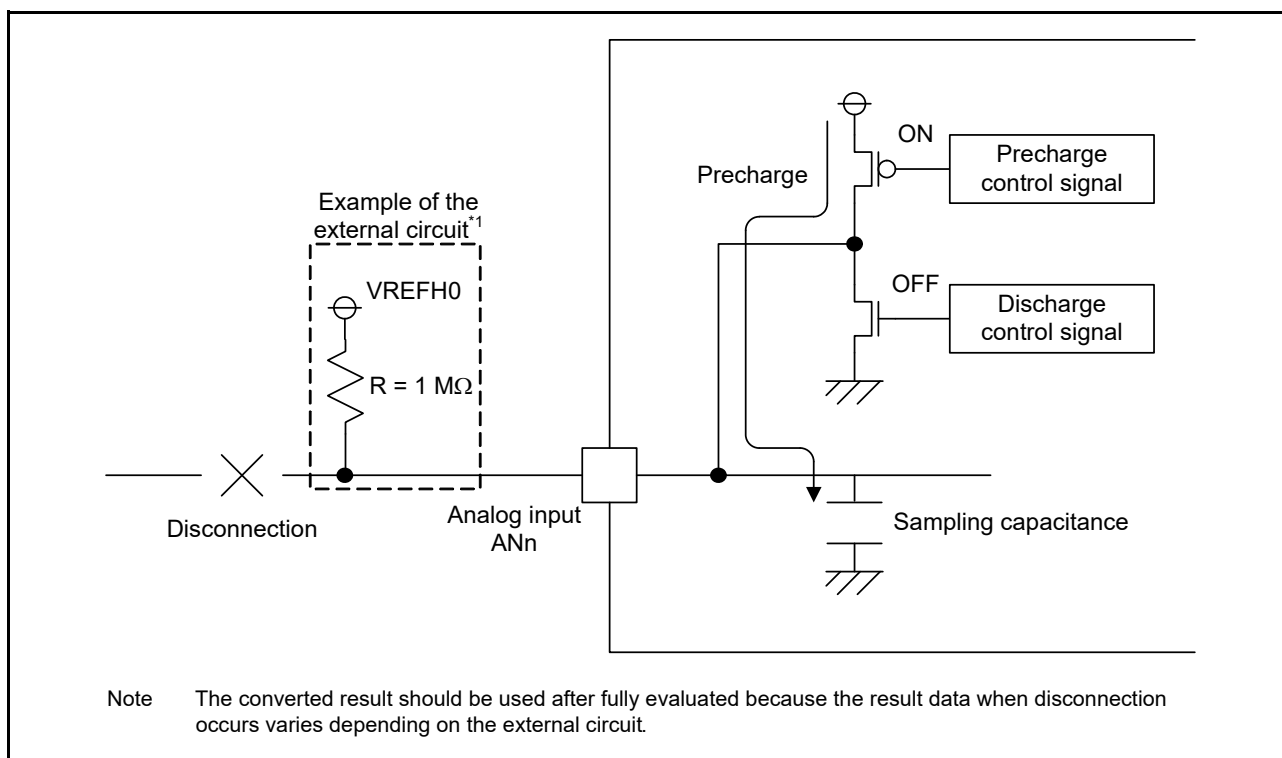 ON
Precharge
control signal
Precharge
Example of the
external circuit*1
VREFH0
OFF
Discharge
control signal
R = 1 MΩ
Disconnection
Analog input
ANn
Sampling capacitance
Note The converted result should be used after fully evaluated because the result data when disconnection
occurs varies depending on the external circuit.